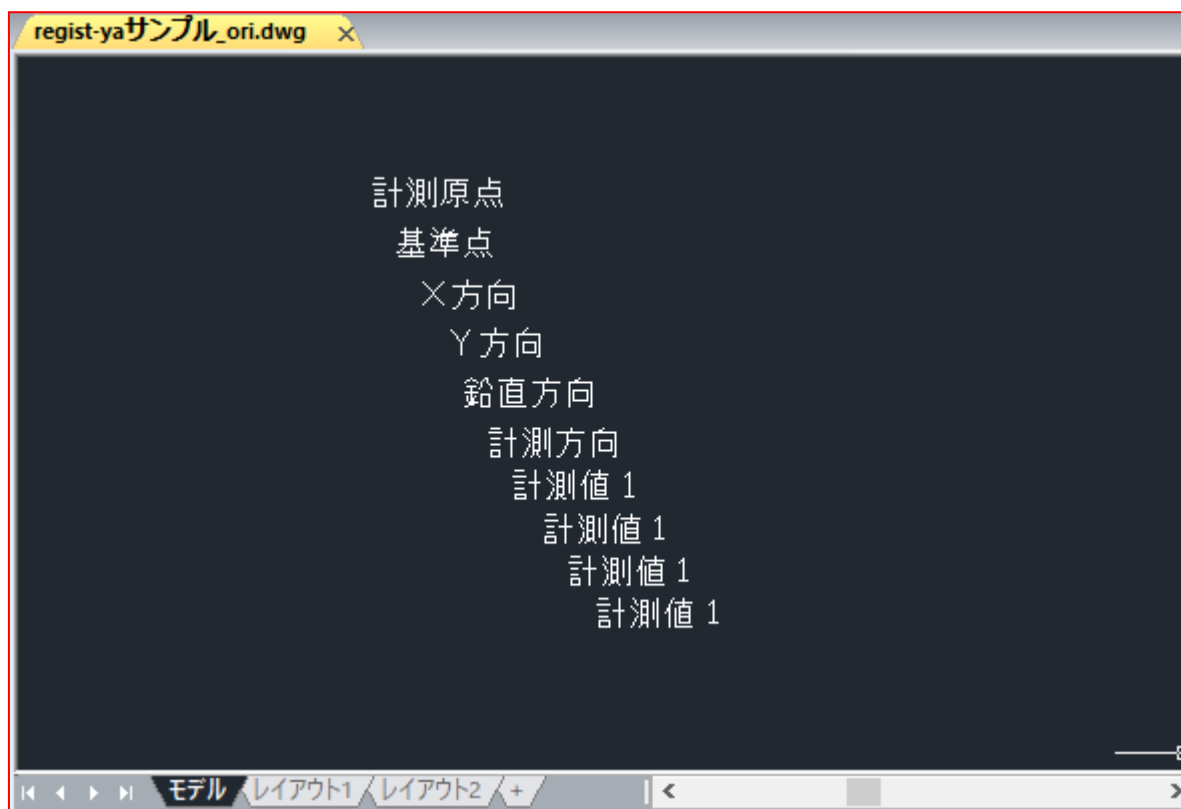 regist-yaサンプル_ori.dwg
計測原点
基準点
X方向
Y方向
鉛直方向
計測方向
計測値1
計測値1
計測値1
計測値1
モデル レイアウト1 レイアウト2 +